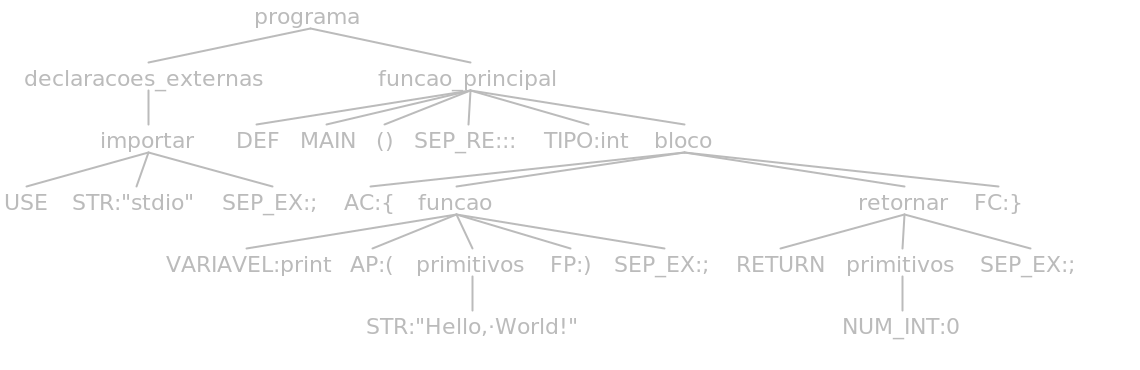 programa
declaracoes_externas funcao_principal
importar DEF MAIN () SEP_RE::: TIPO:int bloco
USE STR:"stdio" SEP_EX:; AC:{ funcao retornar FC:}
VARIAVEL:print AP:( primitivos FP:) SEP_EX:; RETURN primitivos SEP_EX:;
STR:"Hello,·World!" NUM_INT:0